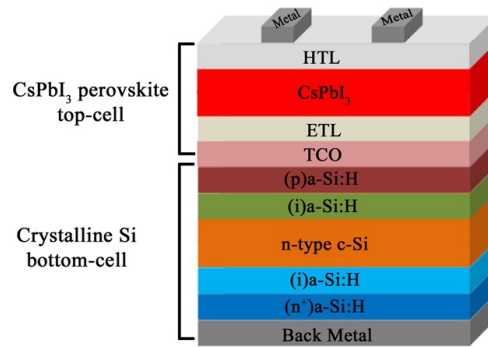 Metal
Metal
HTL
CsPbI₃ perovskite
top-cell
CsPbI₃
ETL
TCO
(p)a-Si:H
(i)a-Si:H
Crystalline Si
bottom-cell
n-type c-Si
(i)a-Si:H
(n⁺)a-Si:H
Back Metal